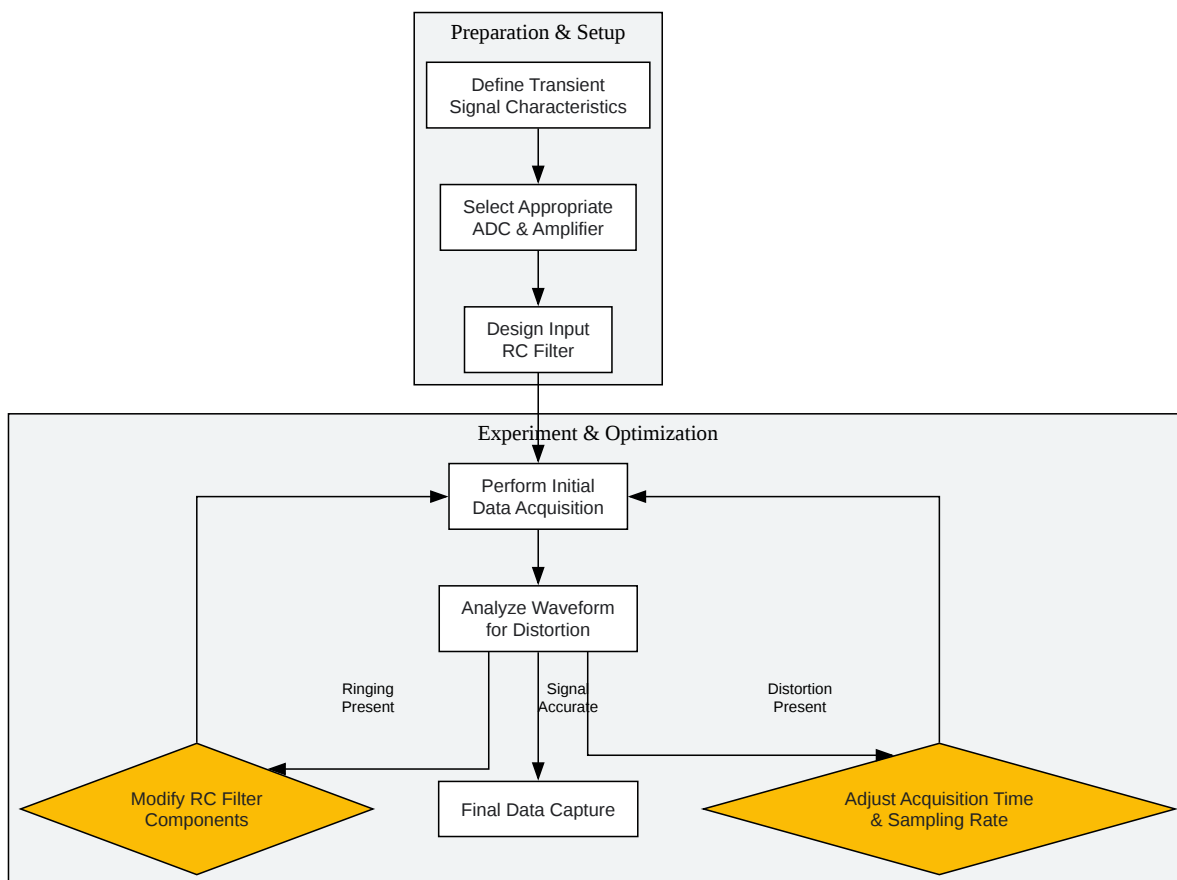 Preparation & Setup
Define Transient
Signal Characteristics
Select Appropriate
ADC & Amplifier
Design Input
RC Filter
Experiment & Optimization
Perform Initial
Data Acquisition
Analyze Waveform
for Distortion
Ringing
Present
Signal
Accurate
Distortion
Present
Modify RC Filter
Components
Final Data Capture
Adjust Acquisition Time
& Sampling Rate